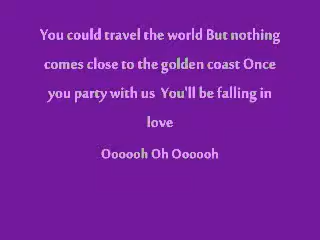 You could travel the world But nothing
comes close to the golden coast Once
you party with us  You'll be falling in
love
Oooooh Oh Oooooh